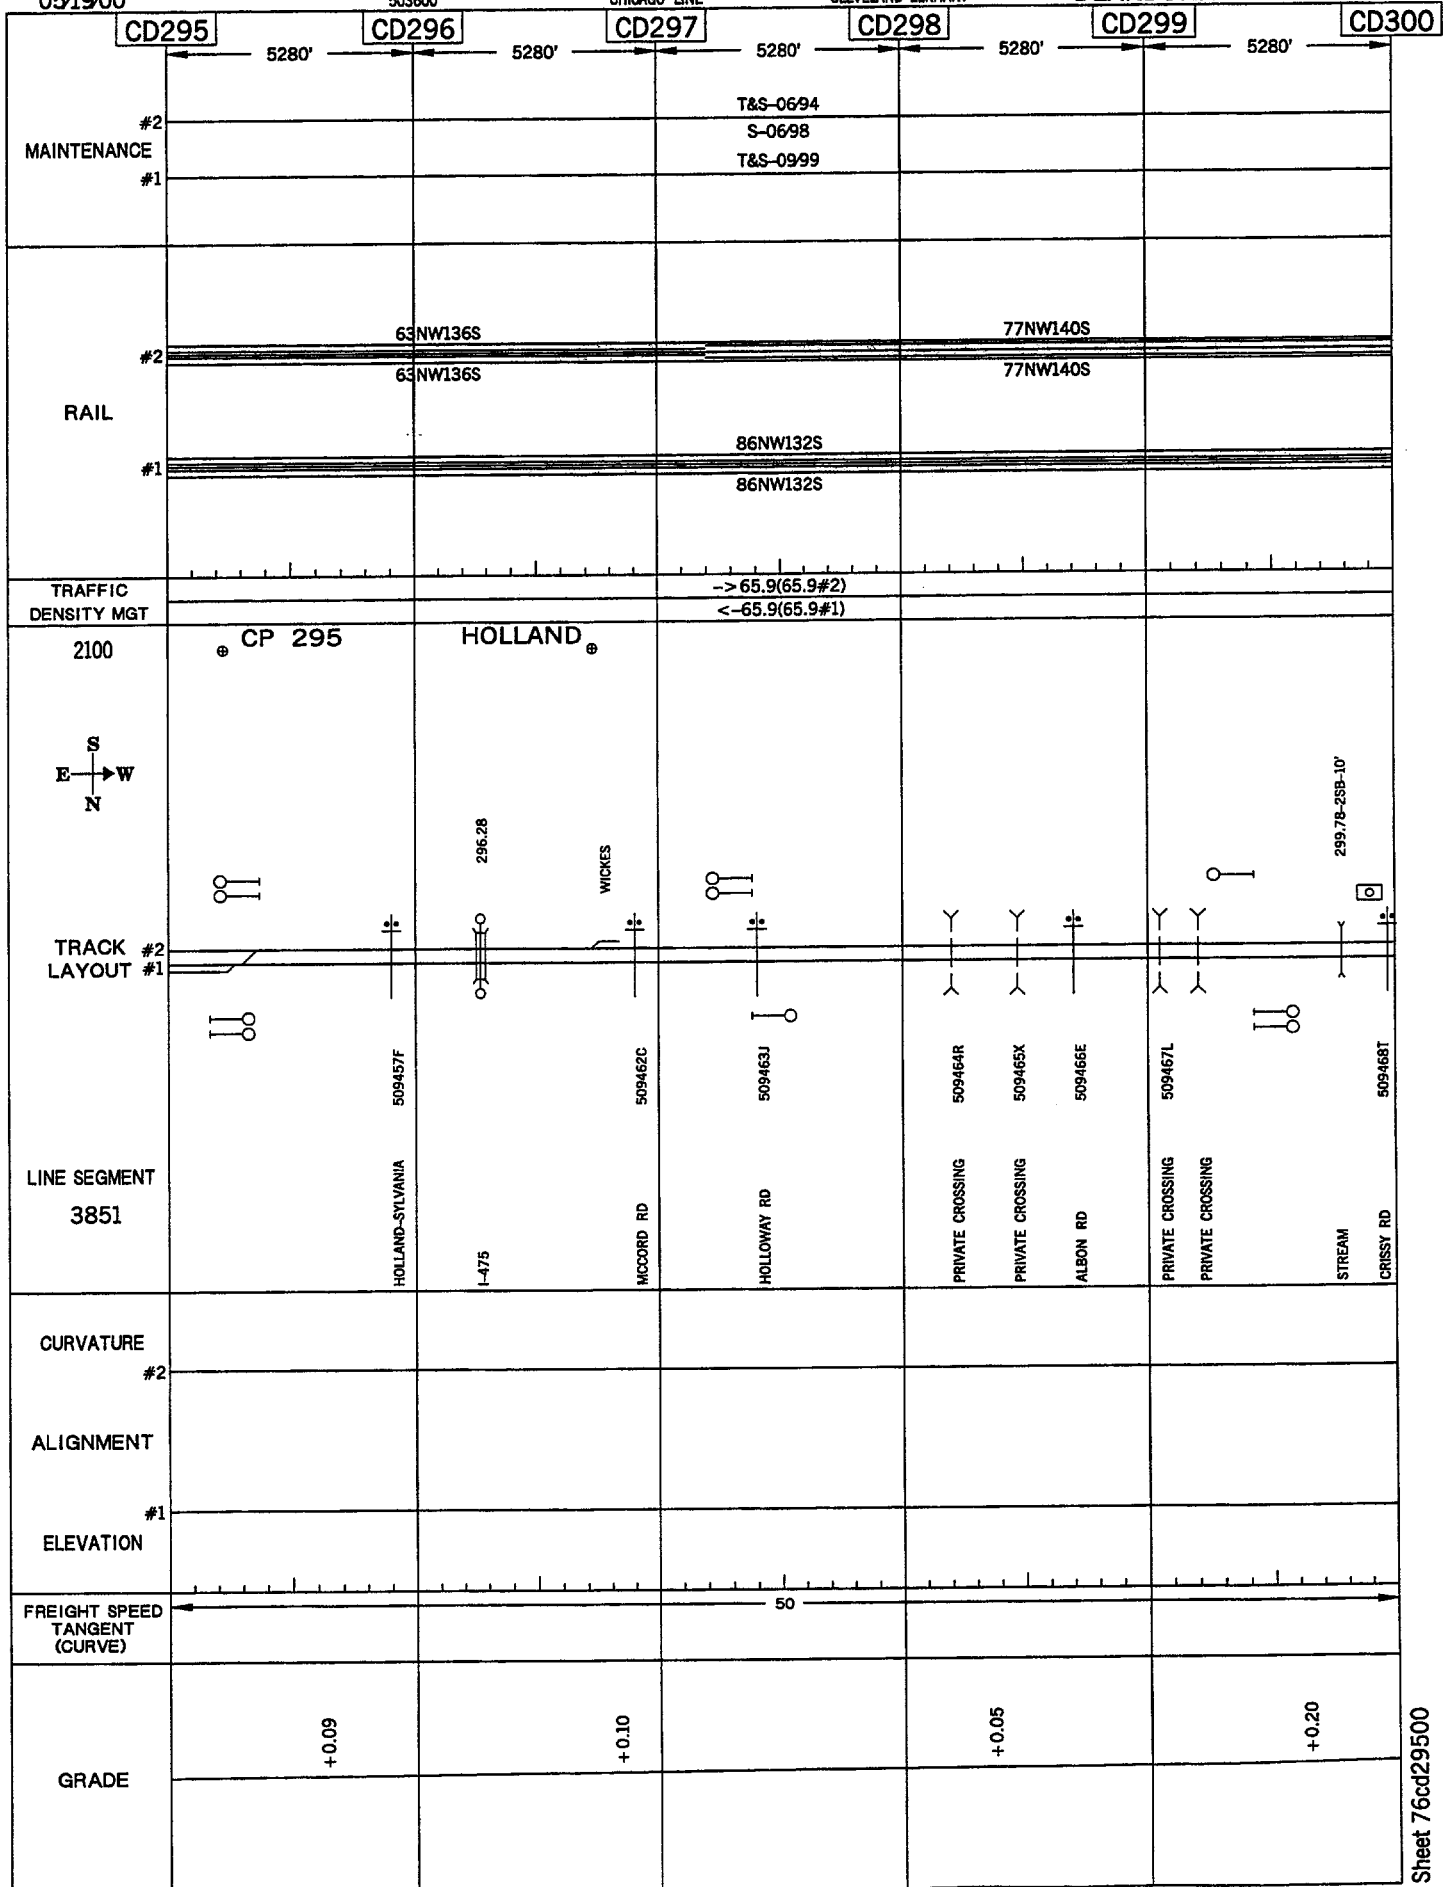 05/19/00
CHICAGO LINE
CD295 CD296 CD297 CD298 CD299 CD300
5280' 5280' 5280' 5280' 5280'
T&S-06/94
#2
S-06/98
MAINTENANCE
T&S-09/99
#1
63NW136S 77NW140S
#2
63NW136S 77NW140S
RAIL
86NW132S
#1
86NW132S
TRAFFIC
DENSITY MGT
->65.9(65.9#2)
<-65.9(65.9#1)
2100
CP 295 HOLLAND
S
E W
N
296.28
WICKES
299.78-2SB-10'
TRACK #2
LAYOUT #1
509457F
509462C
509463J
509464R
509465X
509466E
509467L
509468T
LINE SEGMENT
3851
HOLLAND-SYLVANIA
I-475
MCCORD RD
HOLLOWAY RD
PRIVATE CROSSING
PRIVATE CROSSING
ALBON RD
PRIVATE CROSSING
PRIVATE CROSSING
STREAM
CRISSY RD
CURVATURE
#2
ALIGNMENT
#1
ELEVATION
FREIGHT SPEED
TANGENT
(CURVE)
50
+0.09
+0.10
+0.05
+0.20
GRADE
Sheet 76cd29500